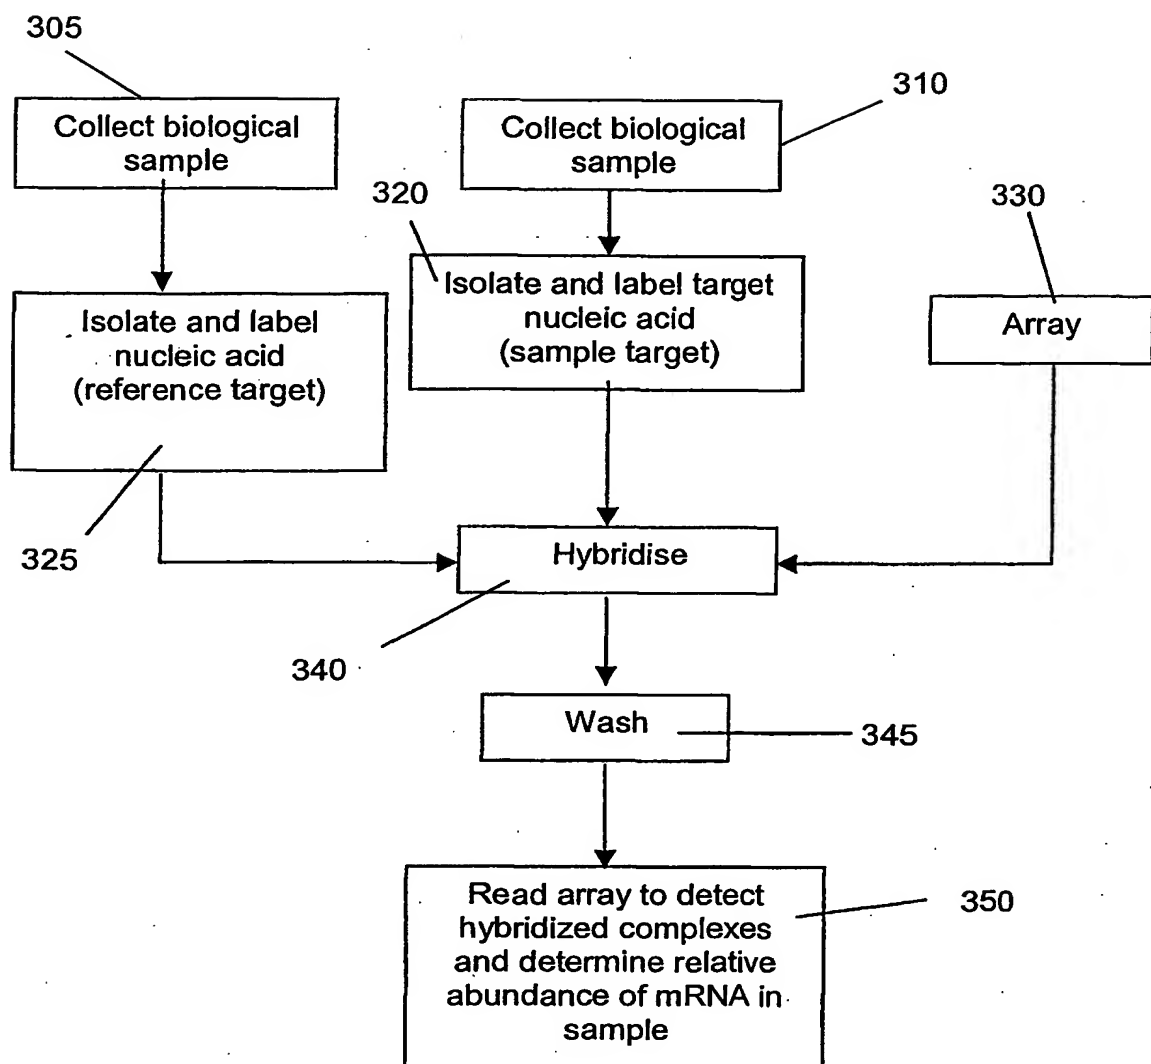 305
Collect biological
sample
Collect biological
sample
310
320
330
Isolate and label
nucleic acid
(reference target)
Isolate and label target
nucleic acid
(sample target)
Array
325
Hybridise
340
Wash
345
Read array to detect
hybridized complexes
and determine relative
abundance of mRNA in
sample
350